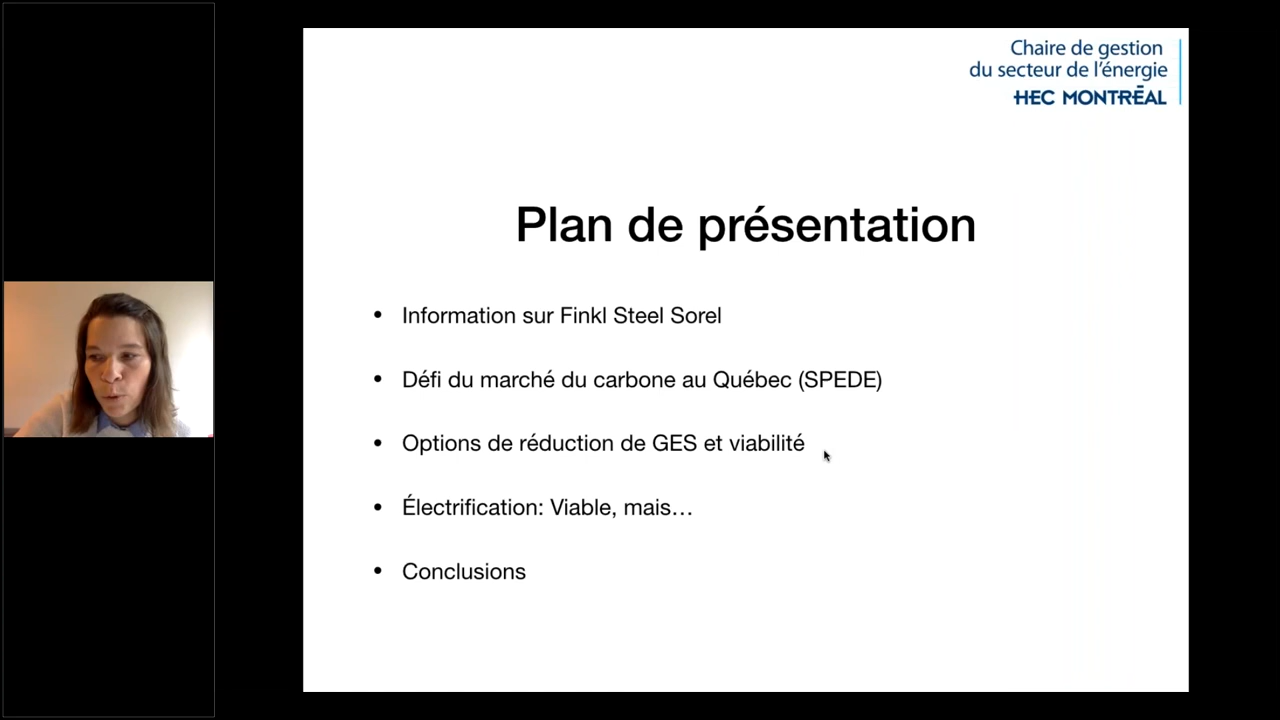 Chaire de gestion
du secteur de l'énergie
HEC MONTRÉAL
Plan de présentation
• Information sur Finkl Steel Sorel
• Défi du marché du carbone au Québec (SPEDE)
• Options de réduction de GES et viabilité
• Électrification: Viable, mais…
• Conclusions